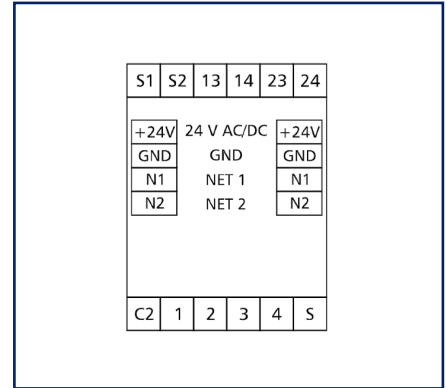 S1 S2 13 14 23 24
+24V 24 V AC/DC +24V
GND GND GND
N1 NET 1 N1
N2 NET 2 N2
C2 1 2 3 4 S